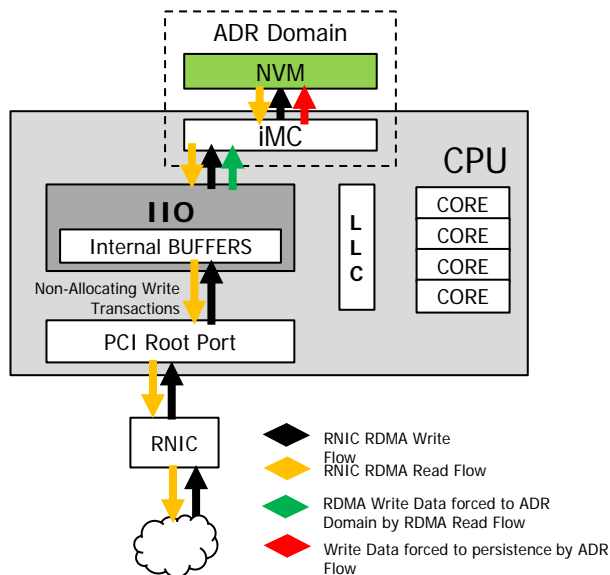 ADR Domain
NVM
iMC
CPU
IIO
Internal BUFFERS
L
L
C
CORE
CORE
CORE
CORE
Non-Allocating Write
Transactions
PCI Root Port
RNIC
RNIC RDMA Write
Flow
RNIC RDMA Read Flow
RDMA Write Data forced to ADR
Domain by RDMA Read Flow
Write Data forced to persistence by ADR
Flow